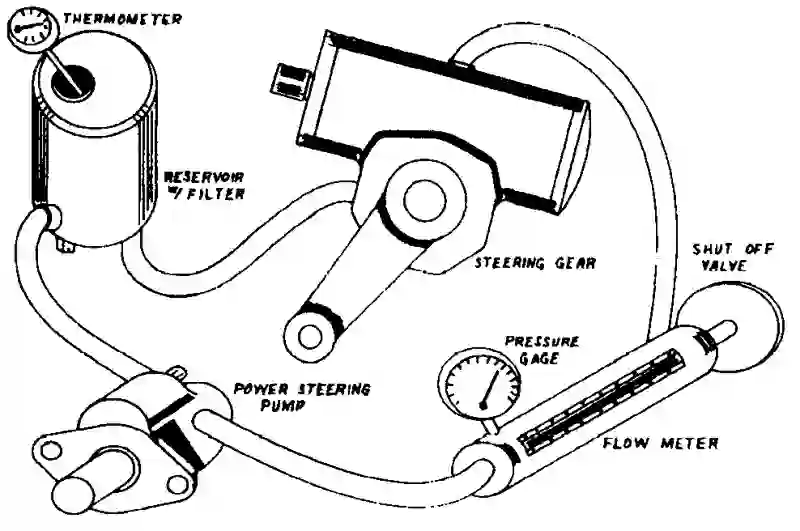 THERMOMETER
RESERVOIR
W/ FILTER
STEERING GEAR
SHUT OFF
VALVE
PRESSURE
GAGE
POWER STEERING
PUMP
FLOW METER